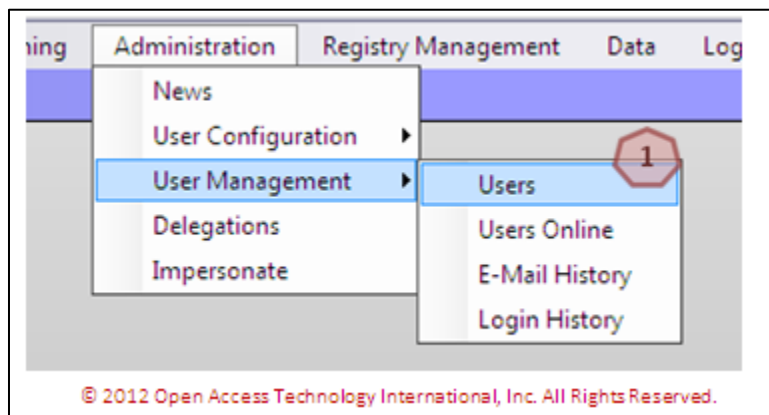 ning Administration Registry Management Data Log
News
User Configuration
1
User Management Users
Delegations Users Online
Impersonate E-Mail History
Login History
© 2012 Open Access Technology International, Inc. All Rights Reserved.